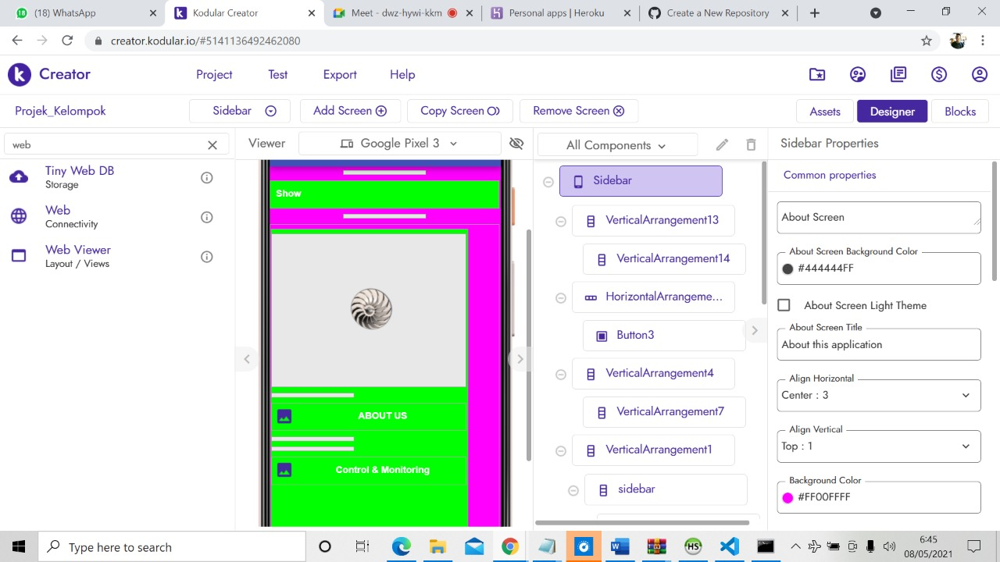 (18) WhatsApp
Kodular Creator
Meet - dwz-hywi-kkm
Personal apps | Heroku
Create a New Repository
creator.kodular.io/#5141136492462080
Creator
Project
Test
Export
Help
Projek_Kelompok
Sidebar
Add Screen
Copy Screen
Remove Screen
Assets
Designer
Blocks
web
Tiny Web DB
Storage
Web
Connectivity
Web Viewer
Layout / Views
Viewer
Google Pixel 3
Show
ABOUT US
Control & Monitoring
All Components
Sidebar
VerticalArrangement13
VerticalArrangement14
HorizontalArrangeme...
Button3
VerticalArrangement4
VerticalArrangement7
VerticalArrangement1
sidebar
Sidebar Properties
Common properties
About Screen
About Screen Background Color
#444444FF
About Screen Light Theme
About Screen Title
About this application
Align Horizontal
Center : 3
Align Vertical
Top : 1
Background Color
#FF00FFFF
Type here to search
HS
6:45
08/05/2021